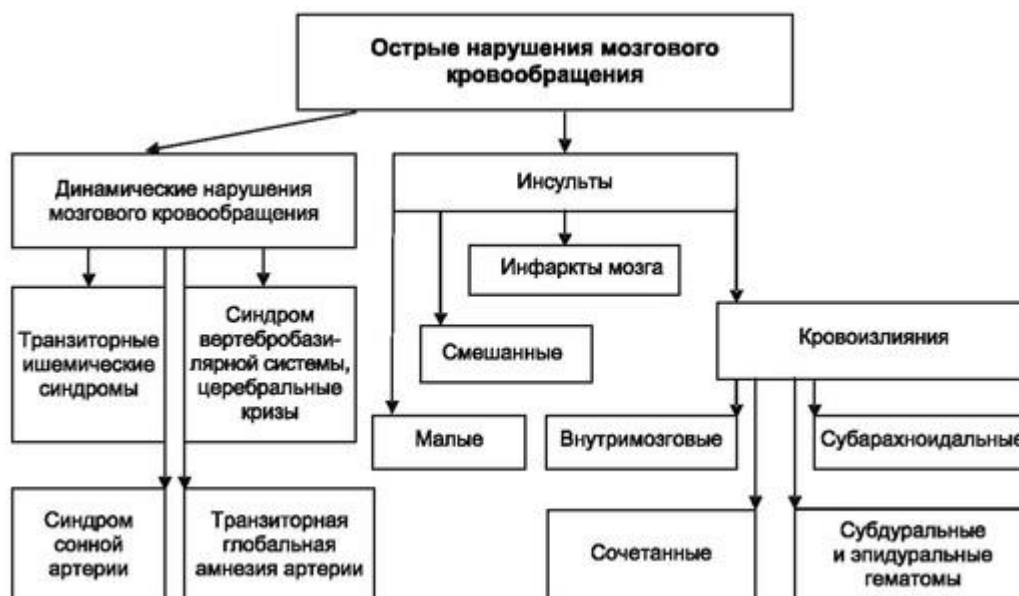 Острые нарушения мозгового
кровообращения
Динамические нарушения
мозгового кровообращения
Инсульты
Инфаркты мозга
Транзиторные
ишемические
синдромы
Синдром
вертебробази-
лярной системы,
церебральные
кризы
Смешанные
Кровоизлияния
Малые
Внутримозговые
Субарахноидальные
Синдром
сонной
артерии
Транзиторная
глобальная
амнезия артерии
Сочетанные
Субдуральные
и эпидуральные
гематомы